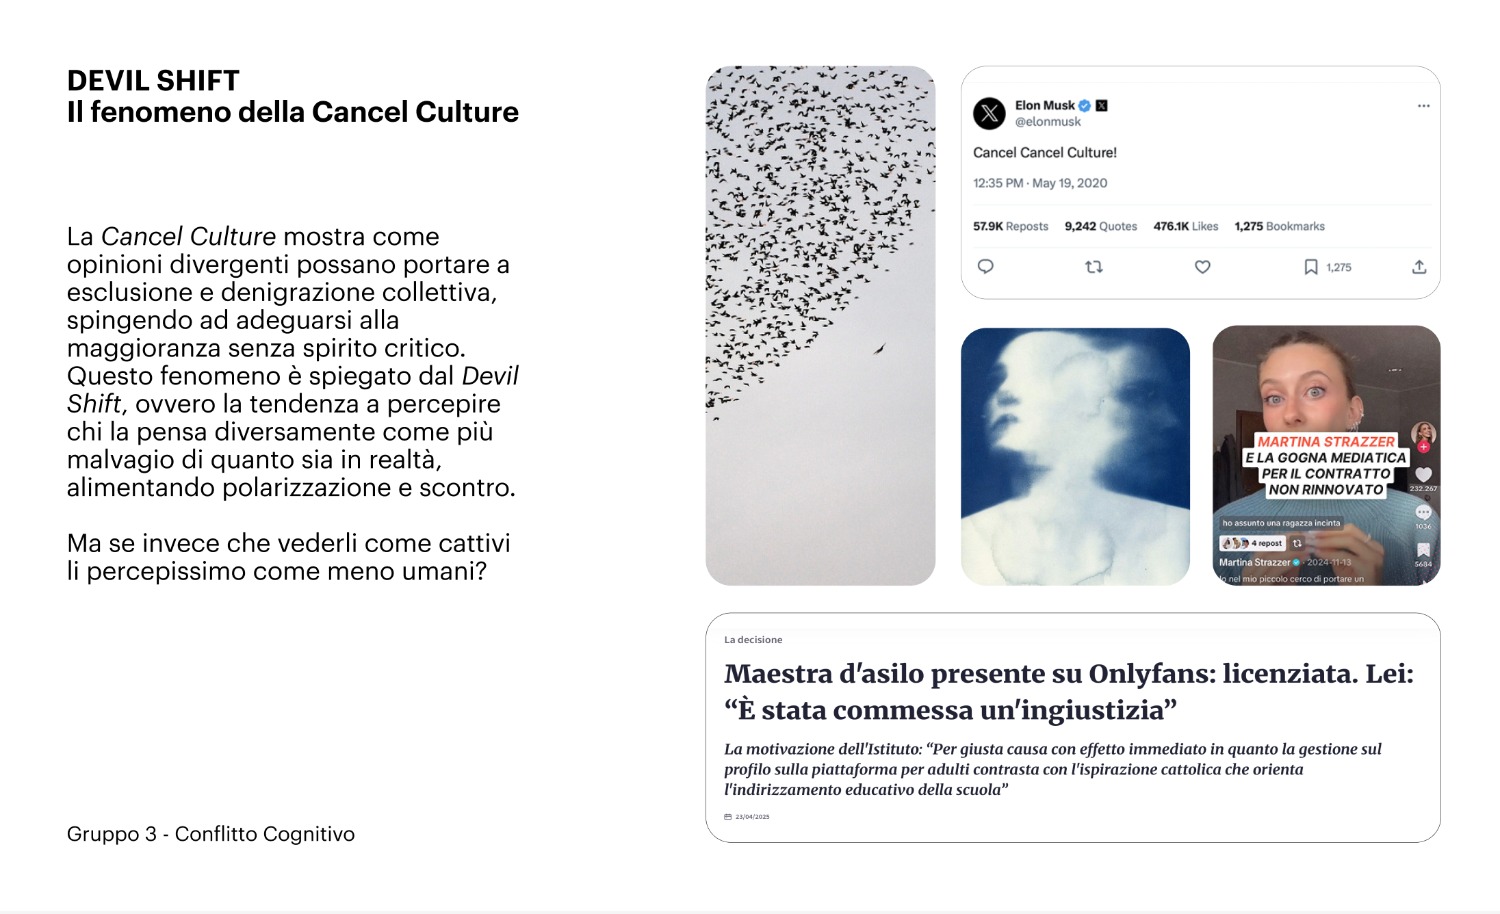 DEVIL SHIFT
Il fenomeno della Cancel Culture
La Cancel Culture mostra come
opinioni divergenti possano portare a
esclusione e denigrazione collettiva,
spingendo ad adeguarsi alla
maggioranza senza spirito critico.
Questo fenomeno è spiegato dal Devil
Shift, ovvero la tendenza a percepire
chi la pensa diversamente come più
malvagio di quanto sia in realtà,
alimentando polarizzazione e scontro.
Ma se invece che vederli come cattivi
li percepissimo come meno umani?
Gruppo 3 - Conflitto Cognitivo
Elon Musk
@elonmusk
Cancel Cancel Culture!
12:35 PM · May 19, 2020
57.9K Reposts 9,242 Quotes 476.1K Likes 1,275 Bookmarks
1,275
MARTINA STRAZZER
E LA GOGNA MEDIATICA
PER IL CONTRATTO
NON RINNOVATO
232.267
ho assunto una ragazza incinta
1036
4 repost
Martina Strazzer · 2024-11-13
5684
Io nel mio piccolo cerco di portare un
La decisione
Maestra d'asilo presente su Onlyfans: licenziata. Lei:
“È stata commessa un'ingiustizia”
La motivazione dell'Istituto: “Per giusta causa con effetto immediato in quanto la gestione sul
profilo sulla piattaforma per adulti contrasta con l'ispirazione cattolica che orienta
l'indirizzamento educativo della scuola”
23/04/2025